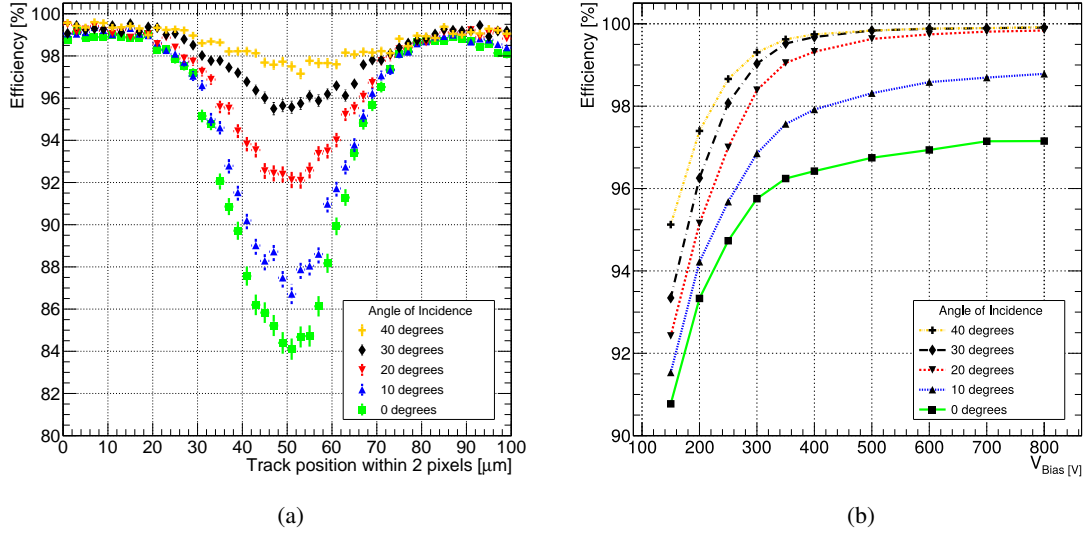 Efficiency [%]
100
98
96
94
92
90
88
86
84
82
80
0 10 20 30 40 50 60 70 80 90 100
Track position within 2 pixels [μm]
Angle of Incidence
40 degrees
30 degrees
20 degrees
10 degrees
0 degrees
(a)
Efficiency [%]
100
98
96
94
92
90
100 200 300 400 500 600 700 800
V_Bias [V]
Angle of Incidence
40 degrees
30 degrees
20 degrees
10 degrees
0 degrees
(b)